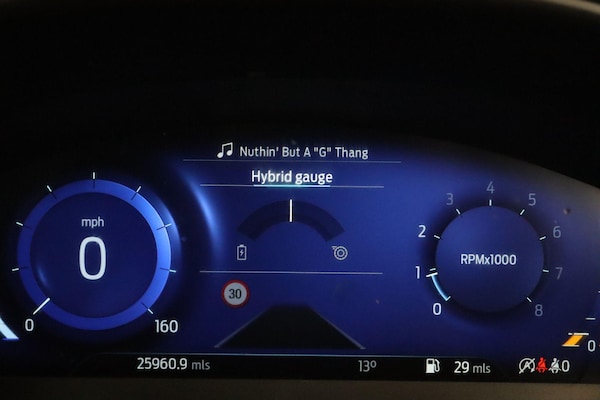 Nuthin' But A "G" Thang
Hybrid gauge
mph
0
0 160
30
RPMx1000
0 1 2 3 4 5 6 7 8
0
25960.9 mls
13°
29 mls
0